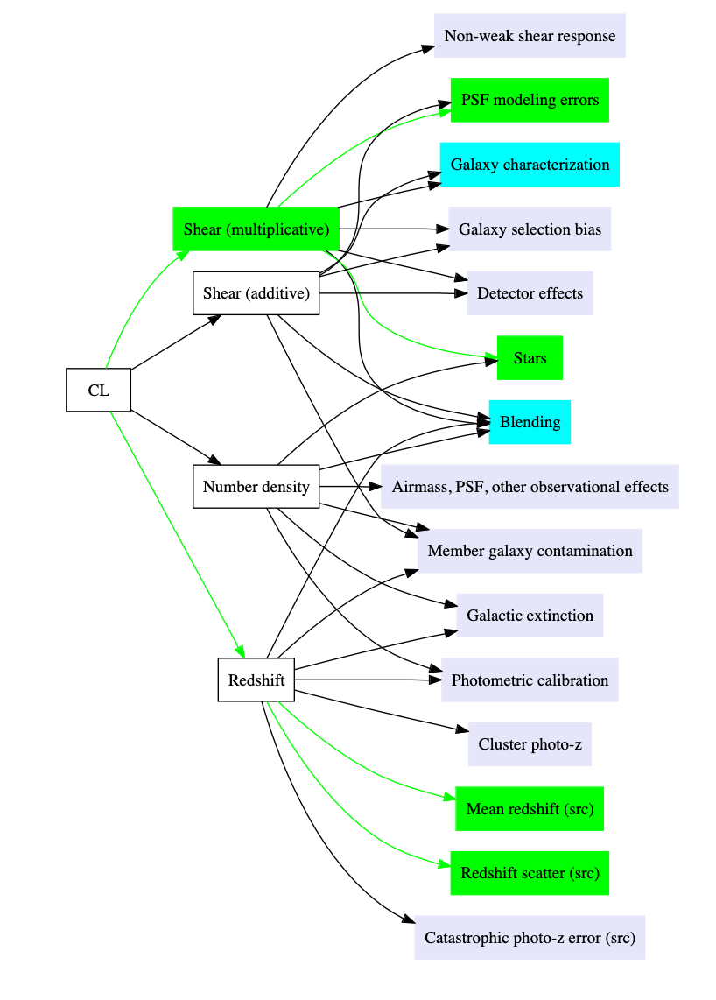 Non-weak shear response
PSF modeling errors
Galaxy characterization
Shear (multiplicative)
Galaxy selection bias
Shear (additive)
Detector effects
Stars
CL
Blending
Number density
Airmass, PSF, other observational effects
Member galaxy contamination
Galactic extinction
Redshift
Photometric calibration
Cluster photo-z
Mean redshift (src)
Redshift scatter (src)
Catastrophic photo-z error (src)